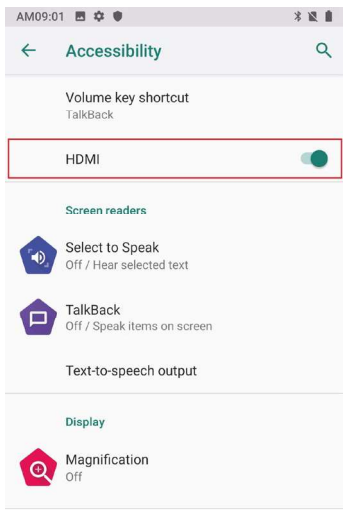 AM09:01
Accessibility
Volume key shortcut
TalkBack
HDMI
Screen readers
Select to Speak
Off / Hear selected text
TalkBack
Off / Speak items on screen
Text-to-speech output
Display
Magnification
Off